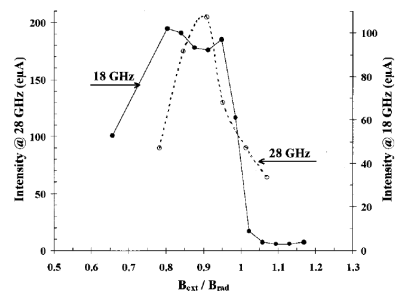 200
150
100
50
0
Intensity @ 28 GHz (eμA)
18 GHz
28 GHz
100
80
60
40
20
0
Intensity @ 18 GHz (eμA)
0.5 0.6 0.7 0.8 0.9 1 1.1 1.2 1.3
B_ext / B_rad